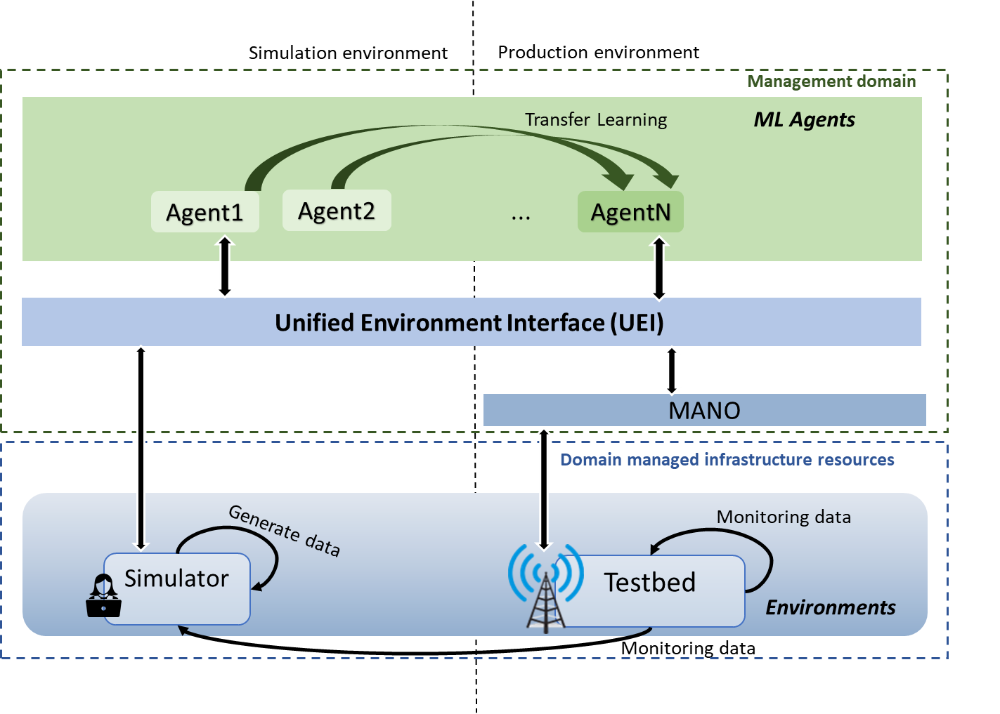 Simulation environment
Production environment
Management domain
Transfer Learning
ML Agents
Agent1
Agent2
...
AgentN
Unified Environment Interface (UEI)
MANO
Domain managed infrastructure resources
Generate data
Monitoring data
Simulator
Testbed
Environments
Monitoring data